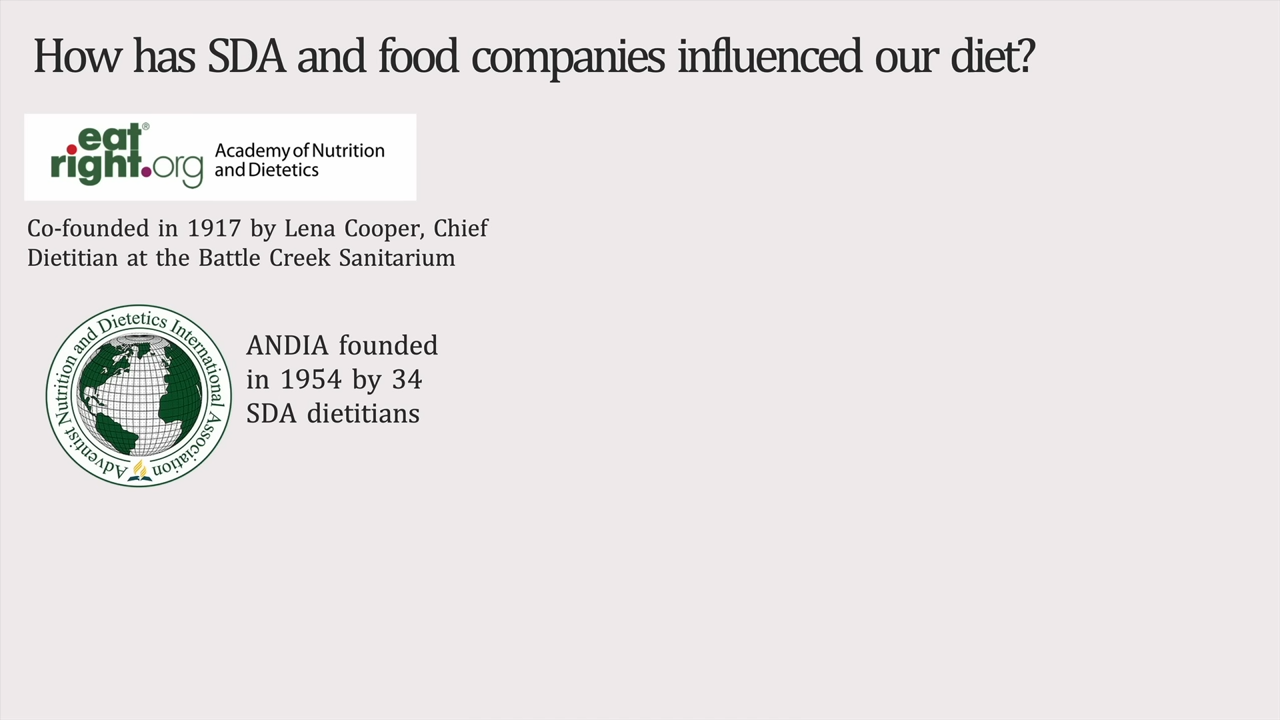 How has SDA and food companies influenced our diet?
eat®
right.org
Academy of Nutrition
and Dietetics
Co-founded in 1917 by Lena Cooper, Chief
Dietitian at the Battle Creek Sanitarium
Adventist Nutrition and Dietetics International Association
ANDIA founded
in 1954 by 34
SDA dietitians